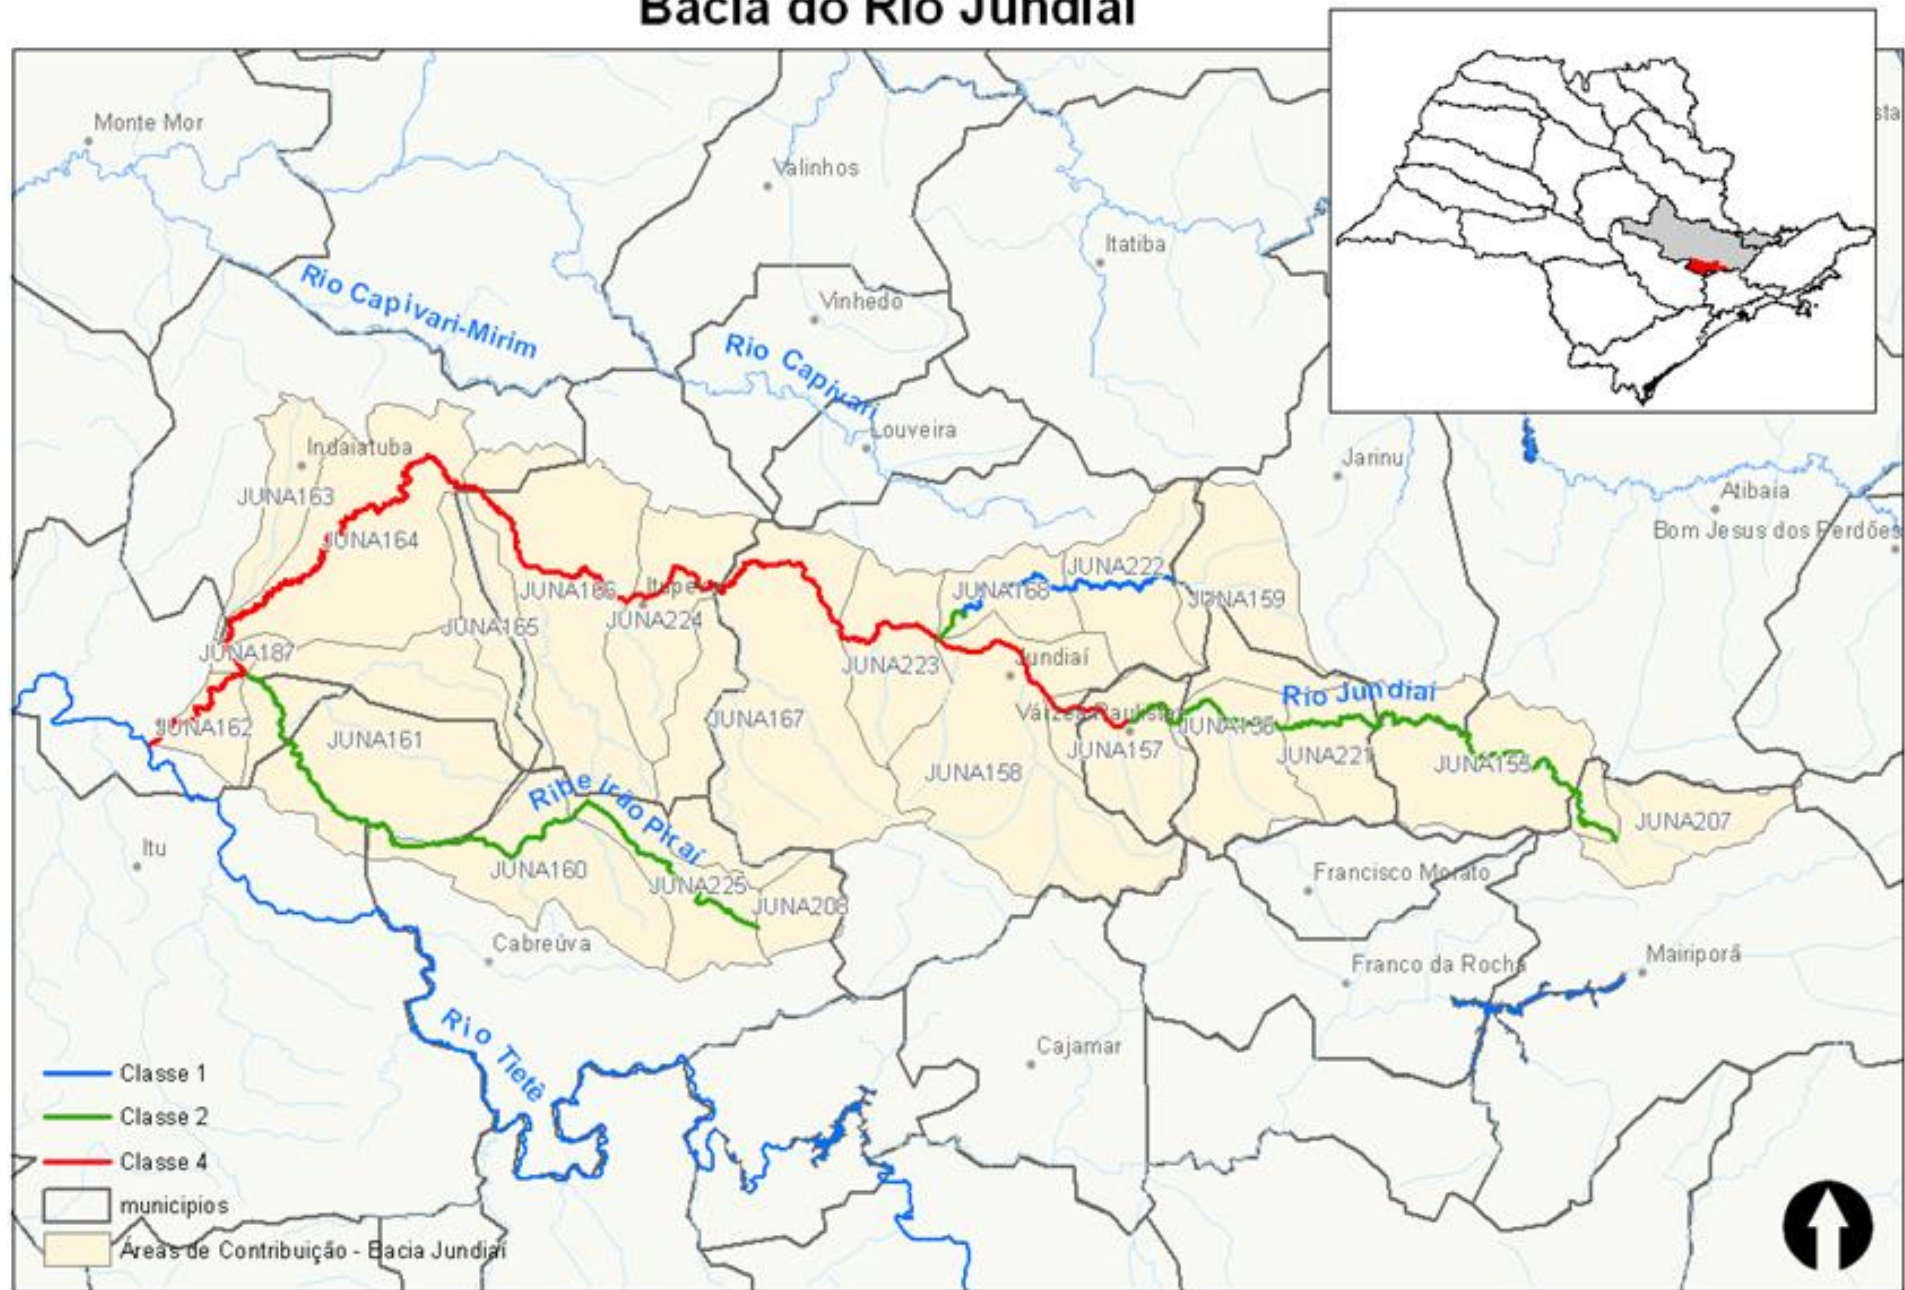 Bacia do Rio Jundiaí
Monte Mor
Valinhos
Itatiba
Vinhedo
Rio Capivari-Mirim
Rio Capivari
Louveira
Indaiatuba
Jarinu
Atibaia
Bom Jesus dos Perdões
JUNA163
JUNA164
JUNA222
JUNA168
JUNA159
JUNA186
JUNA224
JUNA165
JUNA187
JUNA223
Jundiaí
Rio Jundiaí
JUNA162
JUNA161
JUNA167
Várzea Paulista
JUNA157
JUNA156
JUNA221
JUNA155
JUNA158
Ribeirão Piraí
JUNA207
Itu
JUNA160
JUNA225
JUNA208
Francisco Morato
Cabreúva
Franco da Rocha
Mairiporã
Rio Tietê
Cajamar
Classe 1
Classe 2
Classe 4
municípios
Áreas de Contribuição - Bacia Jundiaí